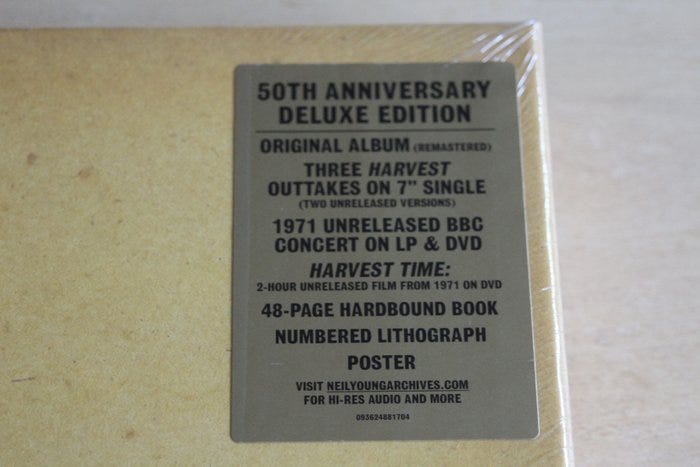 50TH ANNIVERSARY
DELUXE EDITION
ORIGINAL ALBUM (REMASTERED)
THREE HARVEST
OUTTAKES ON 7” SINGLE
(TWO UNRELEASED VERSIONS)
1971 UNRELEASED BBC
CONCERT ON LP & DVD
HARVEST TIME:
2-HOUR UNRELEASED FILM FROM 1971 ON DVD
48-PAGE HARDBOUND BOOK
NUMBERED LITHOGRAPH
POSTER
VISIT NEILYOUNGARCHIVES.COM
FOR HI-RES AUDIO AND MORE
093624881704